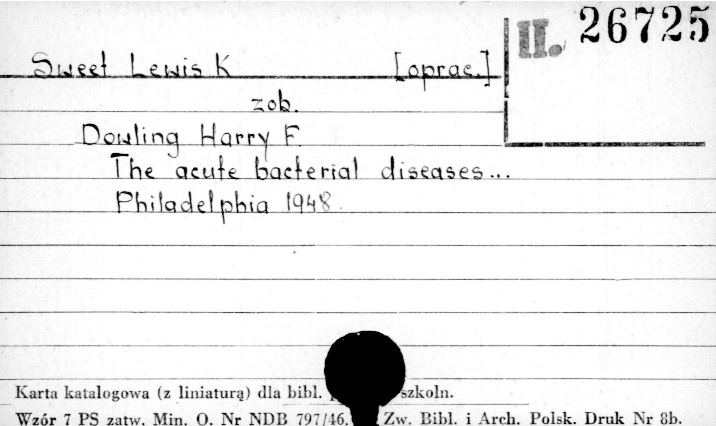 II. 26725
Sweet Lewis K [oprac.]
zob.
Dowling Harry F.
The acute bacterial diseases...
Philadelphia 1948.
Karta katalogowa (z liniaturą) dla bibl. szkoln.
Wzór 7 PS zatw. Min. O. Nr NDB 797/46. Zw. Bibl. i Arch. Polsk. Druk Nr 8b.